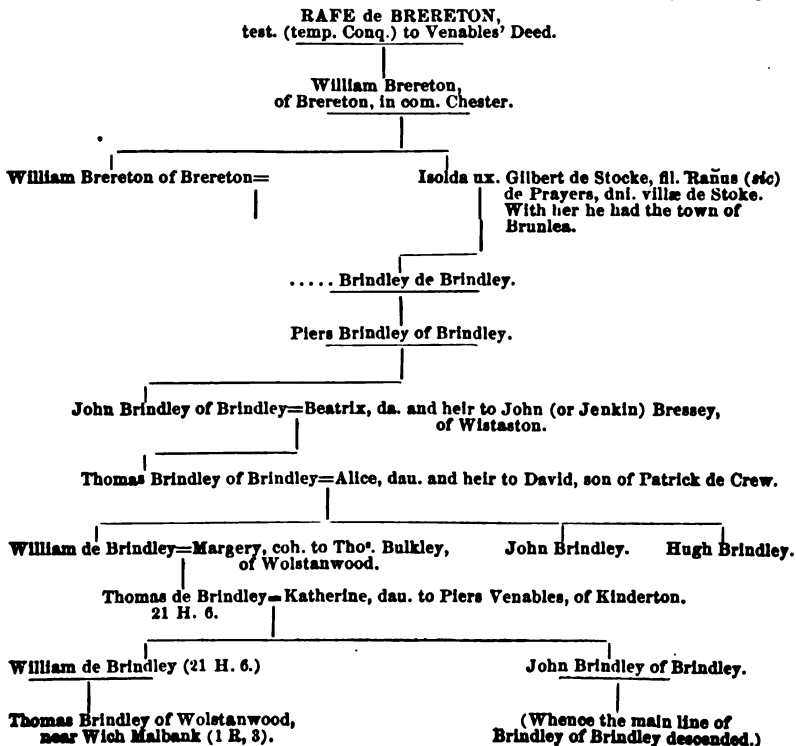 RAFE de BRERETON,
test. (temp. Conq.) to Venables' Deed.
William Brereton,
of Brereton, in com. Chester.
William Brereton of Brereton=
Isolda ux. Gilbert de Stocke, fil. Rañus (sic)
de Prayers, dni. villæ de Stoke.
With her he had the town of
Brunlea.
..... Brindley de Brindley.
Piers Brindley of Brindley.
John Brindley of Brindley=Beatrix, da. and heir to John (or Jenkin) Bressey,
of Wistaston.
Thomas Brindley of Brindley=Alice, dau. and heir to David, son of Patrick de Crew.
William de Brindley=Margery, coh. to Thoˢ. Bulkley,
of Wolstanwood.
John Brindley.
Hugh Brindley.
Thomas de Brindley=Katherine, dau. to Piers Venables, of Kinderton.
21 H. 6.
William de Brindley (21 H. 6.)
John Brindley of Brindley.
Thomas Brindley of Wolstanwood,
near Wich Malbank (1 R, 3).
(Whence the main line of
Brindley of Brindley descended.)